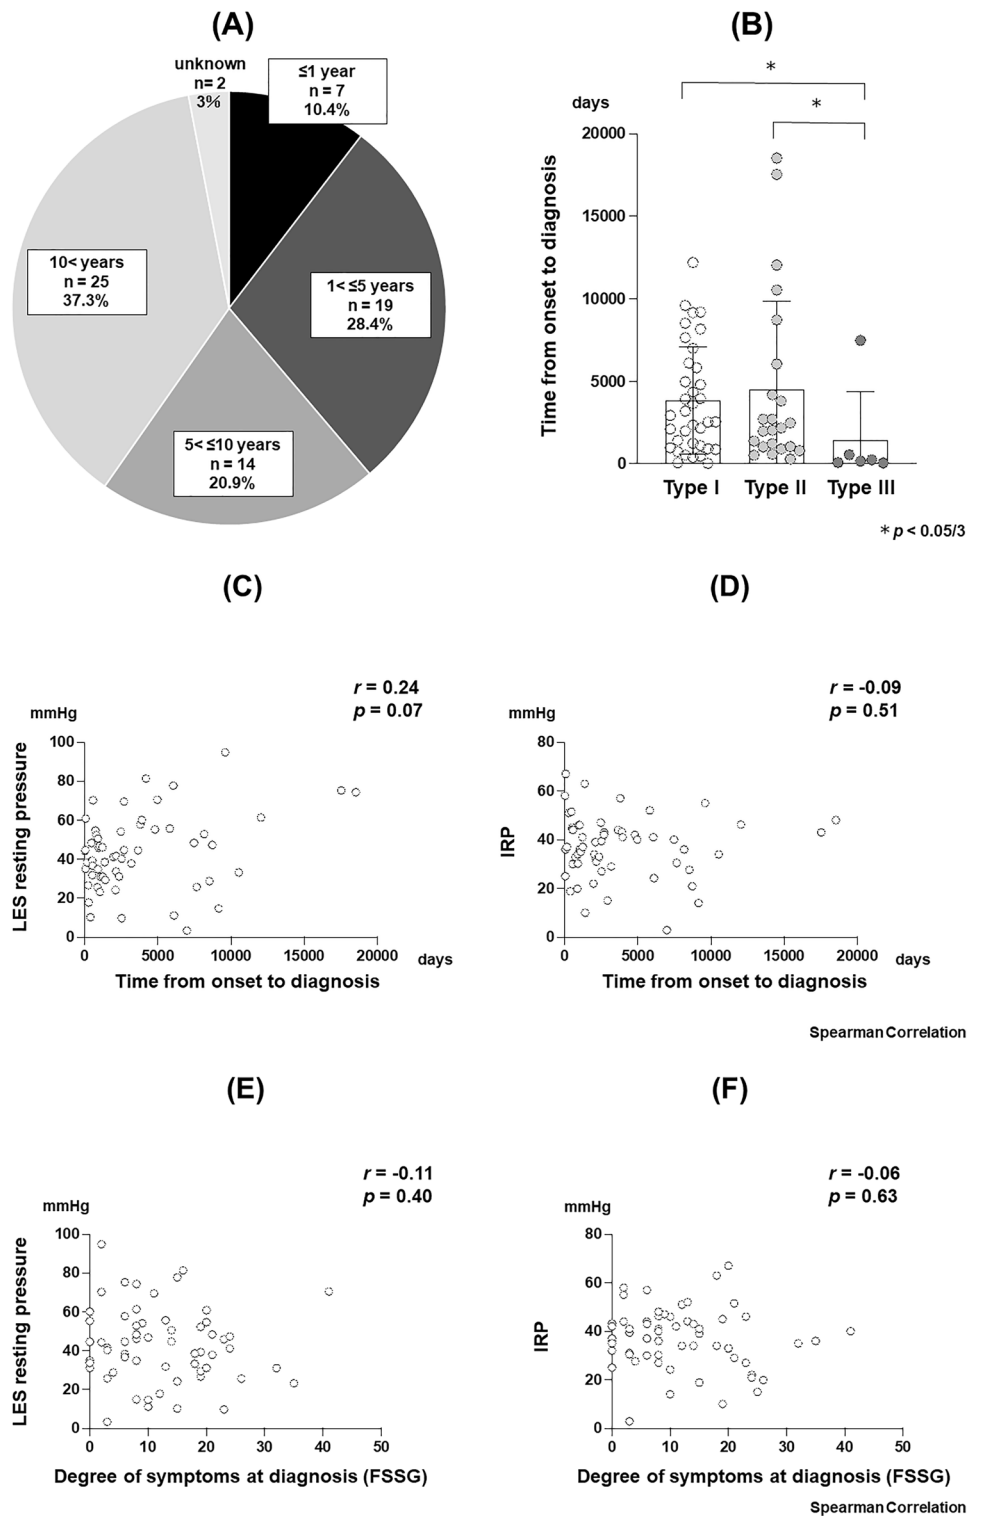 (A)
unknown
n= 2
3%
≤1 year
n = 7
10.4%
10< years
n = 25
37.3%
1< ≤5 years
n = 19
28.4%
5< ≤10 years
n = 14
20.9%
(B)
*
*
days
Time from onset to diagnosis
20000
15000
10000
5000
0
Type I Type II Type III
* p < 0.05/3
(C)
r = 0.24
p = 0.07
mmHg
LES resting pressure
100
80
60
40
20
0
0 5000 10000 15000 20000 days
Time from onset to diagnosis
(D)
r = -0.09
p = 0.51
mmHg
IRP
80
60
40
20
0
0 5000 10000 15000 20000 days
Time from onset to diagnosis
Spearman Correlation
(E)
r = -0.11
p = 0.40
mmHg
LES resting pressure
100
80
60
40
20
0
0 10 20 30 40 50
Degree of symptoms at diagnosis (FSSG)
(F)
r = -0.06
p = 0.63
mmHg
IRP
80
60
40
20
0
0 10 20 30 40 50
Degree of symptoms at diagnosis (FSSG)
Spearman Correlation